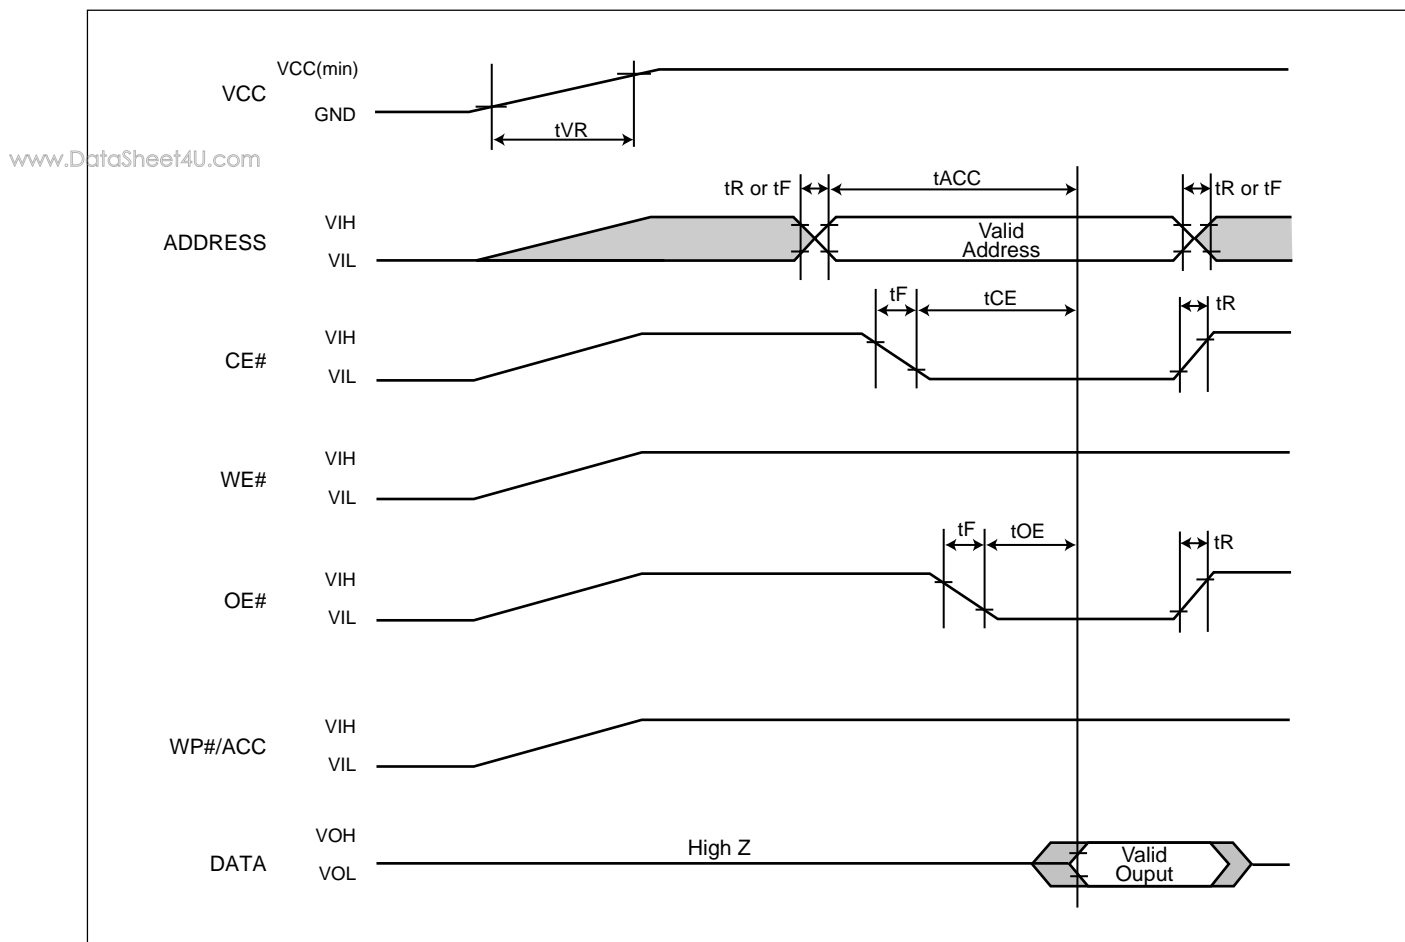 VCC(min)
VCC
GND
tVR
www.DataSheet4U.com
tR or tF
tACC
tR or tF
VIH
ADDRESS
VIL
Valid
Address
tF
tCE
tR
VIH
CE#
VIL
VIH
WE#
VIL
tF
tOE
tR
VIH
OE#
VIL
VIH
WP#/ACC
VIL
VOH
DATA
VOL
High Z
Valid
Ouput